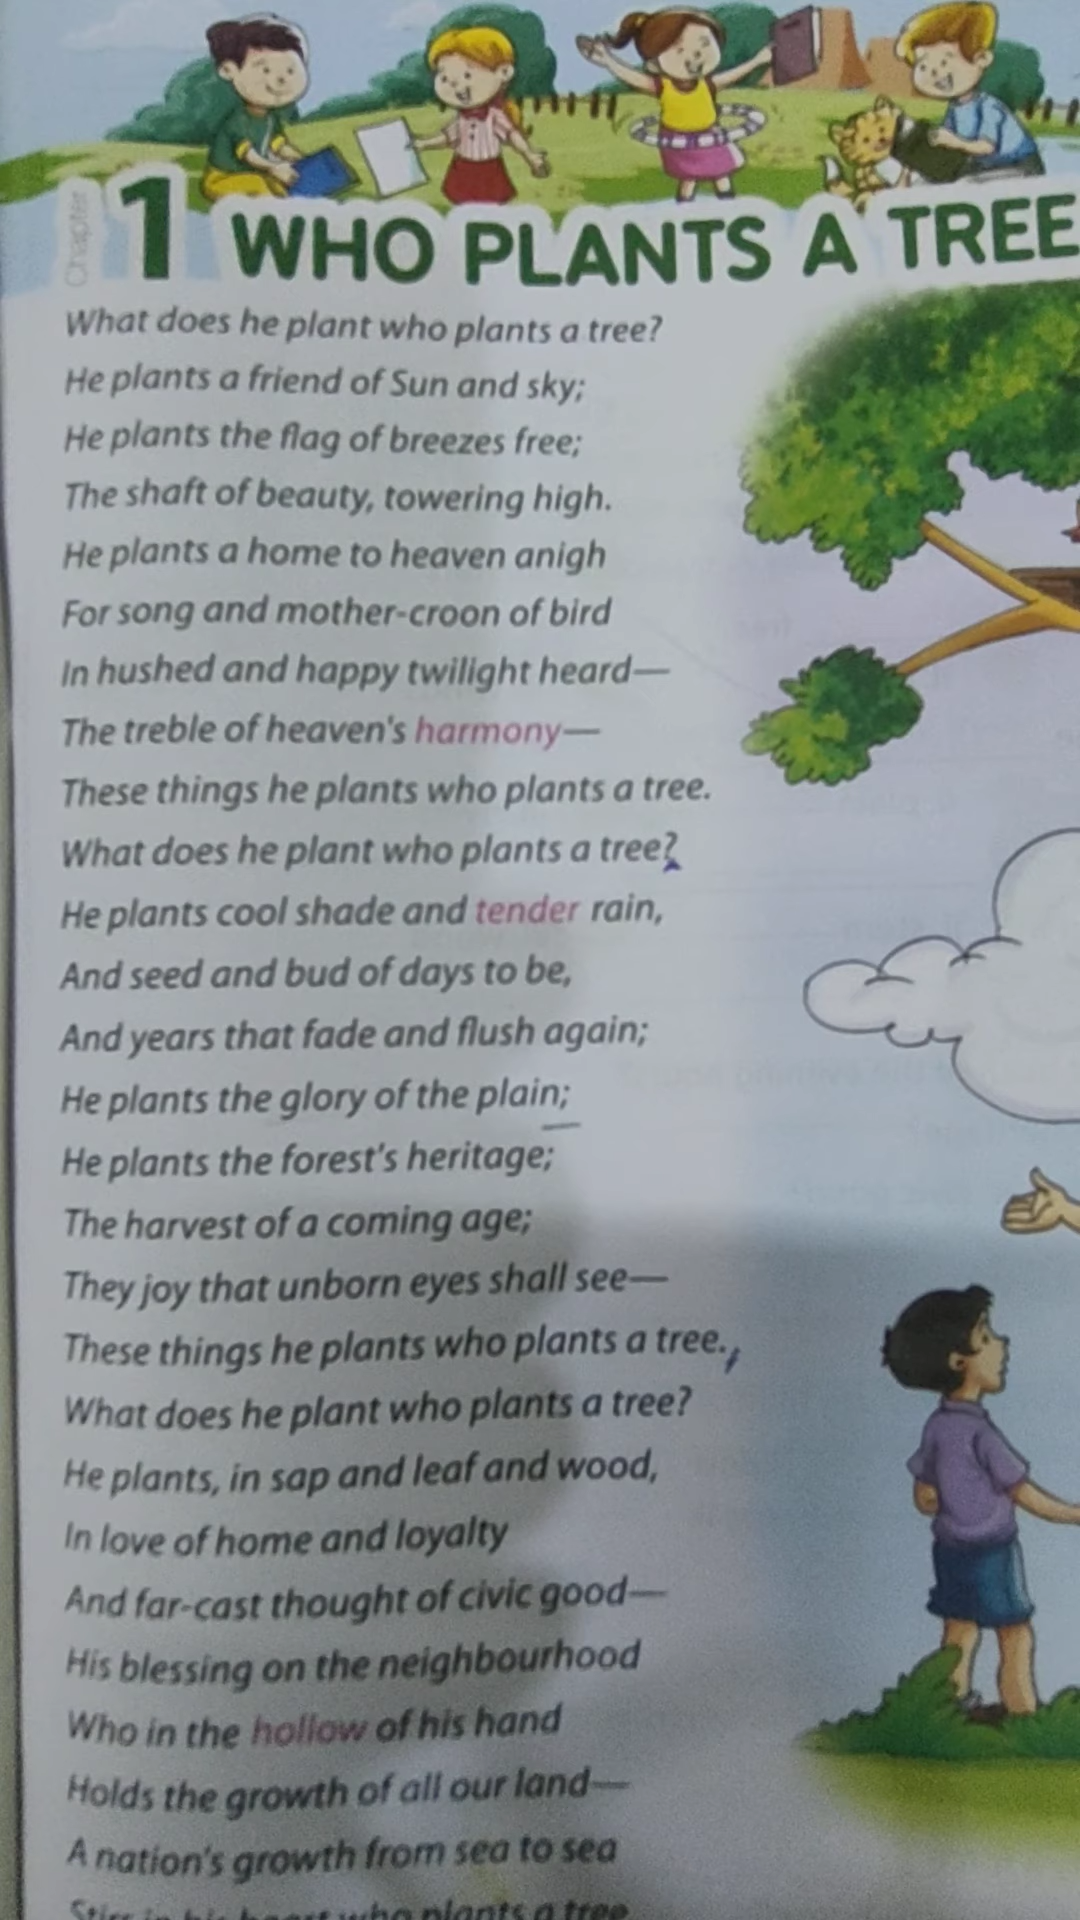 Chapter
1 WHO PLANTS A TREE
What does he plant who plants a tree?
He plants a friend of Sun and sky;
He plants the flag of breezes free;
The shaft of beauty, towering high.
He plants a home to heaven anigh
For song and mother-croon of bird
In hushed and happy twilight heard—
The treble of heaven's harmony—
These things he plants who plants a tree.
What does he plant who plants a tree?
He plants cool shade and tender rain,
And seed and bud of days to be,
And years that fade and flush again;
He plants the glory of the plain;
He plants the forest's heritage;
The harvest of a coming age;
They joy that unborn eyes shall see—
These things he plants who plants a tree.
What does he plant who plants a tree?
He plants, in sap and leaf and wood,
In love of home and loyalty
And far-cast thought of civic good—
His blessing on the neighbourhood
Who in the hollow of his hand
Holds the growth of all our land—
A nation's growth from sea to sea
Stirs in his heart who plants a tree